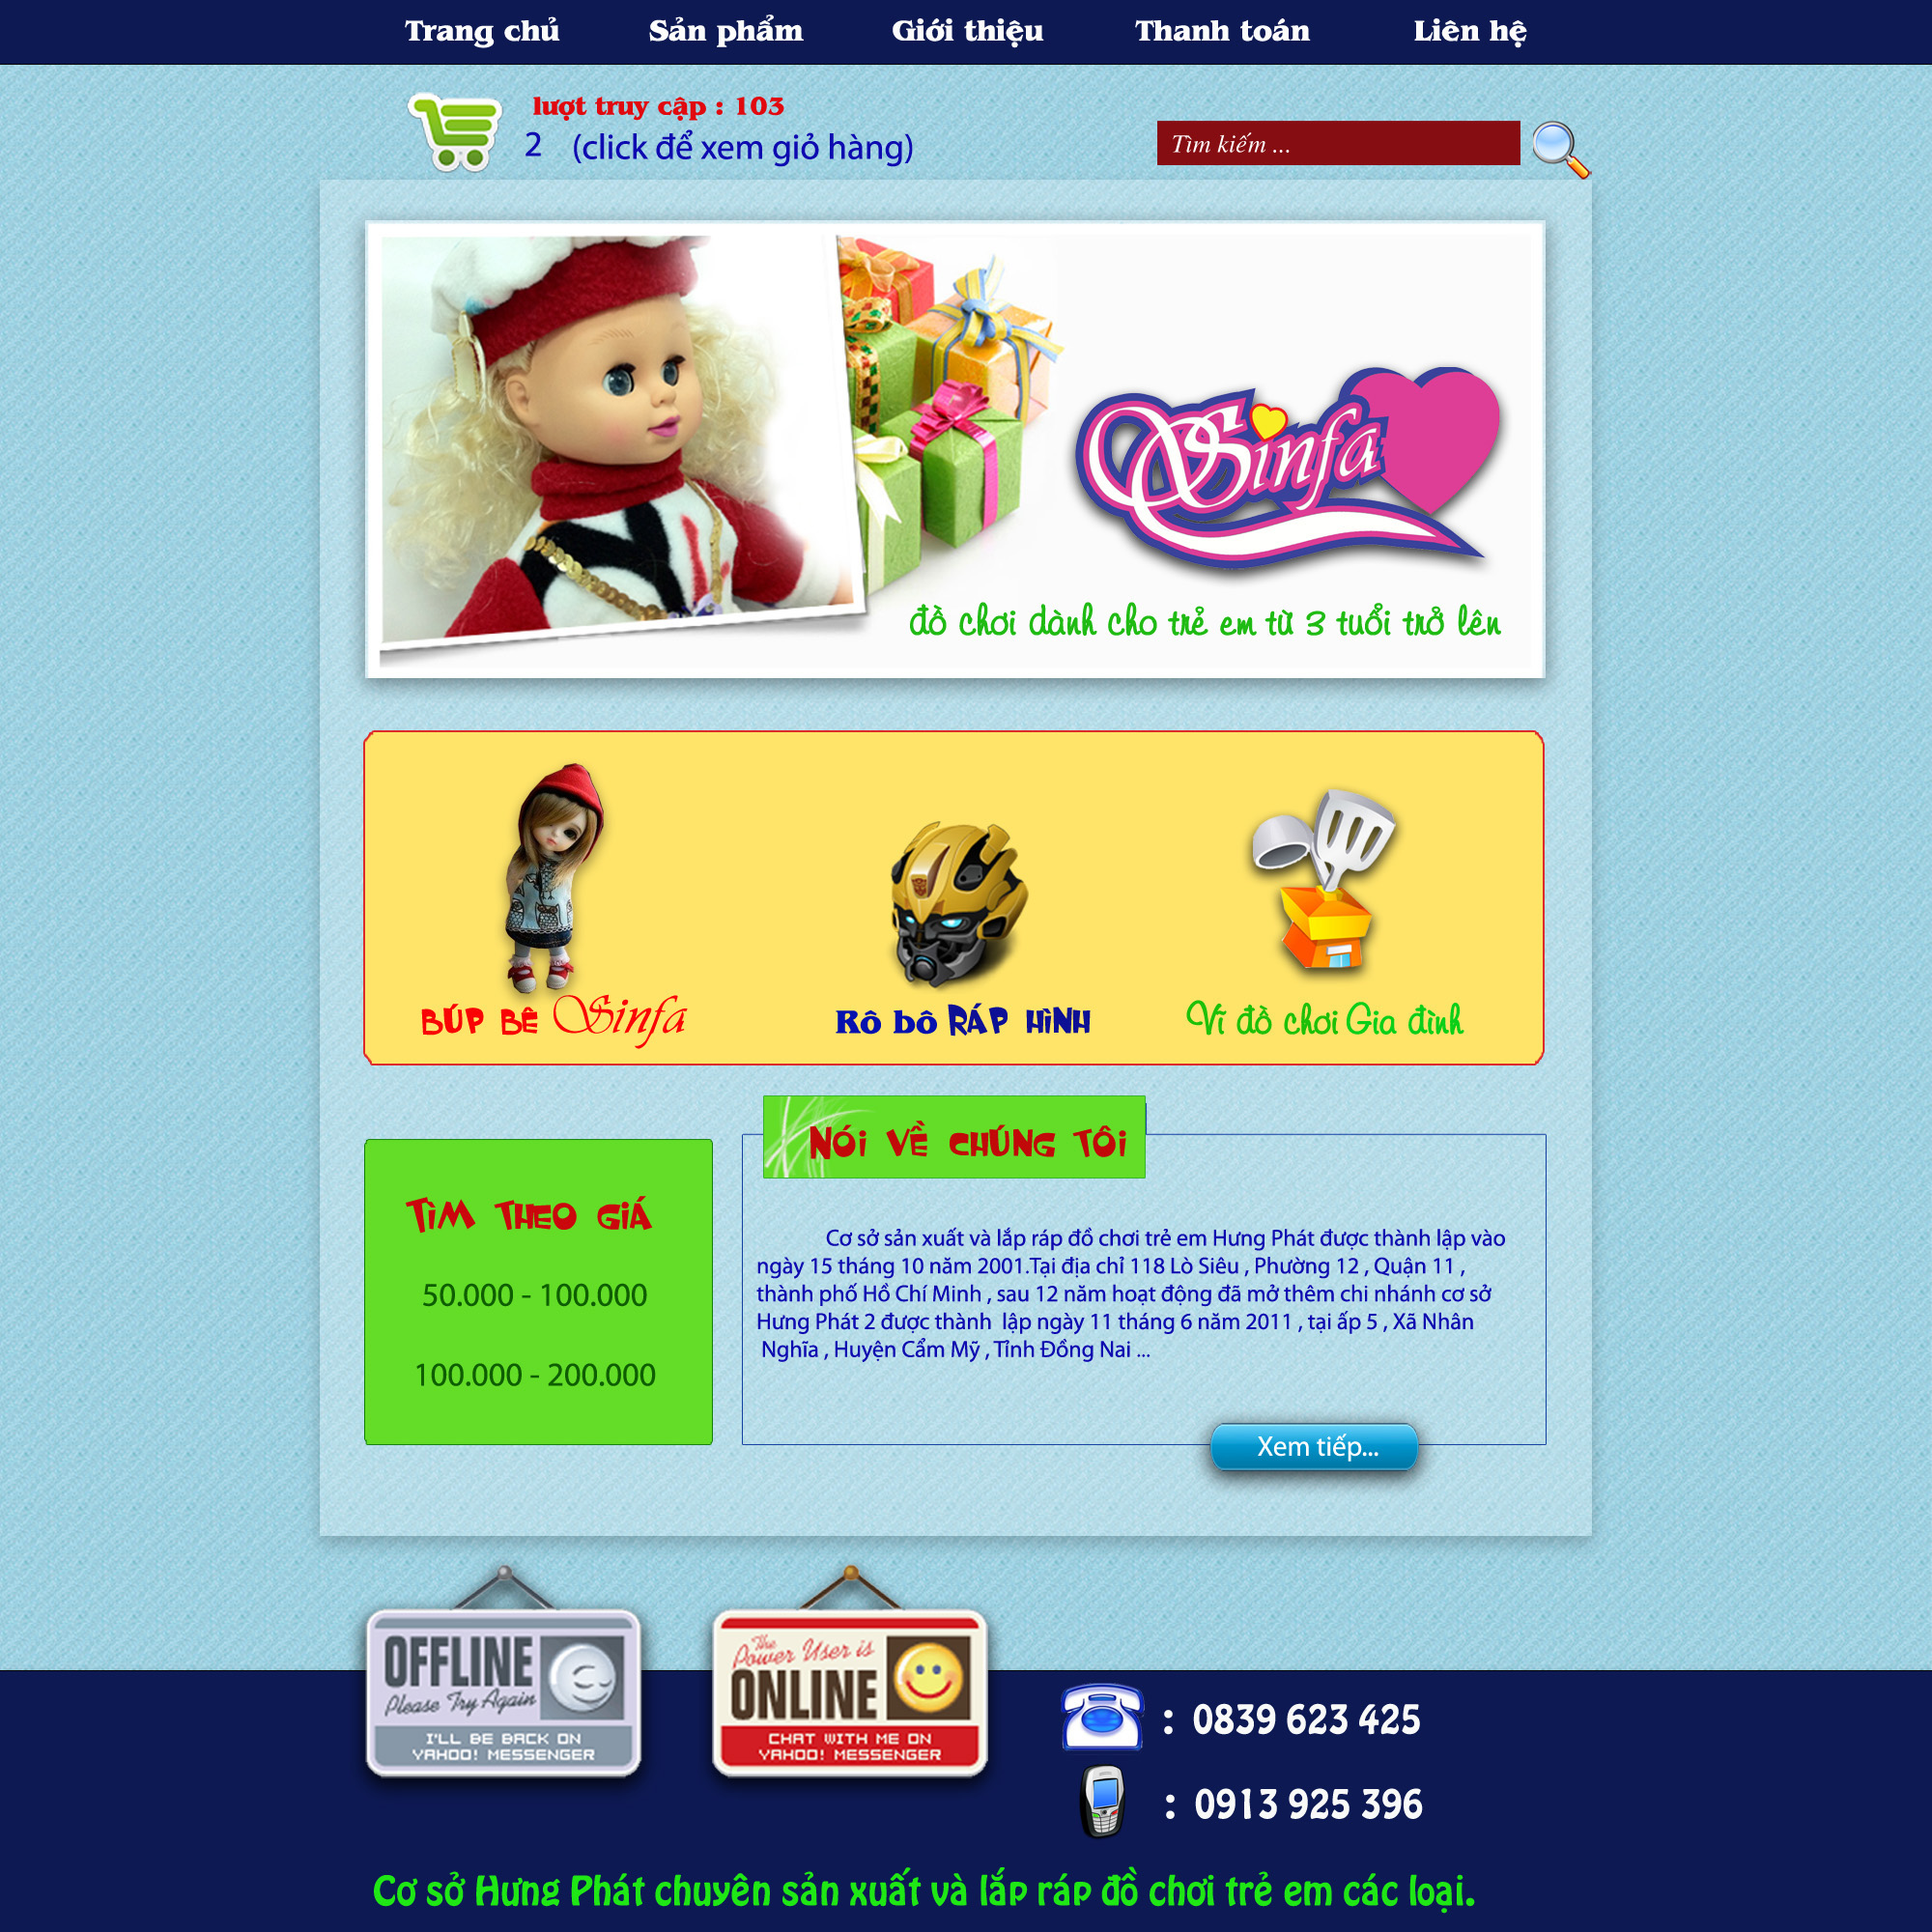 Trang chủ Sản phẩm Giới thiệu Thanh toán Liên hệ
lượt truy cập : 103
2 (click để xem giỏ hàng)
Tìm kiếm ...
Sinfa
đồ chơi dành cho trẻ em từ 3 tuổi trở lên
BÚP BÊ Sinfa
Rô bô RÁP HÌNH
Vĩ đồ chơi Gia đình
NÓI VỀ CHÚNG TÔI
TÌM THEO GIÁ
50.000 - 100.000
100.000 - 200.000
Cơ sở sản xuất và lắp ráp đồ chơi trẻ em Hưng Phát được thành lập vào
ngày 15 tháng 10 năm 2001.Tại địa chỉ 118 Lò Siêu , Phường 12 , Quận 11 ,
thành phố Hồ Chí Minh , sau 12 năm hoạt động đã mở thêm chi nhánh cơ sở
Hưng Phát 2 được thành lập ngày 11 tháng 6 năm 2011 , tại ấp 5 , Xã Nhân
Nghĩa , Huyện Cẩm Mỹ , Tỉnh Đồng Nai ...
Xem tiếp...
OFFLINE
Please Try Again
I'LL BE BACK ON
YAHOO! MESSENGER
The
Power User is
ONLINE
CHAT WITH ME ON
YAHOO! MESSENGER
: 0839 623 425
: 0913 925 396
Cơ sở Hưng Phát chuyên sản xuất và lắp ráp đồ chơi trẻ em các loại.